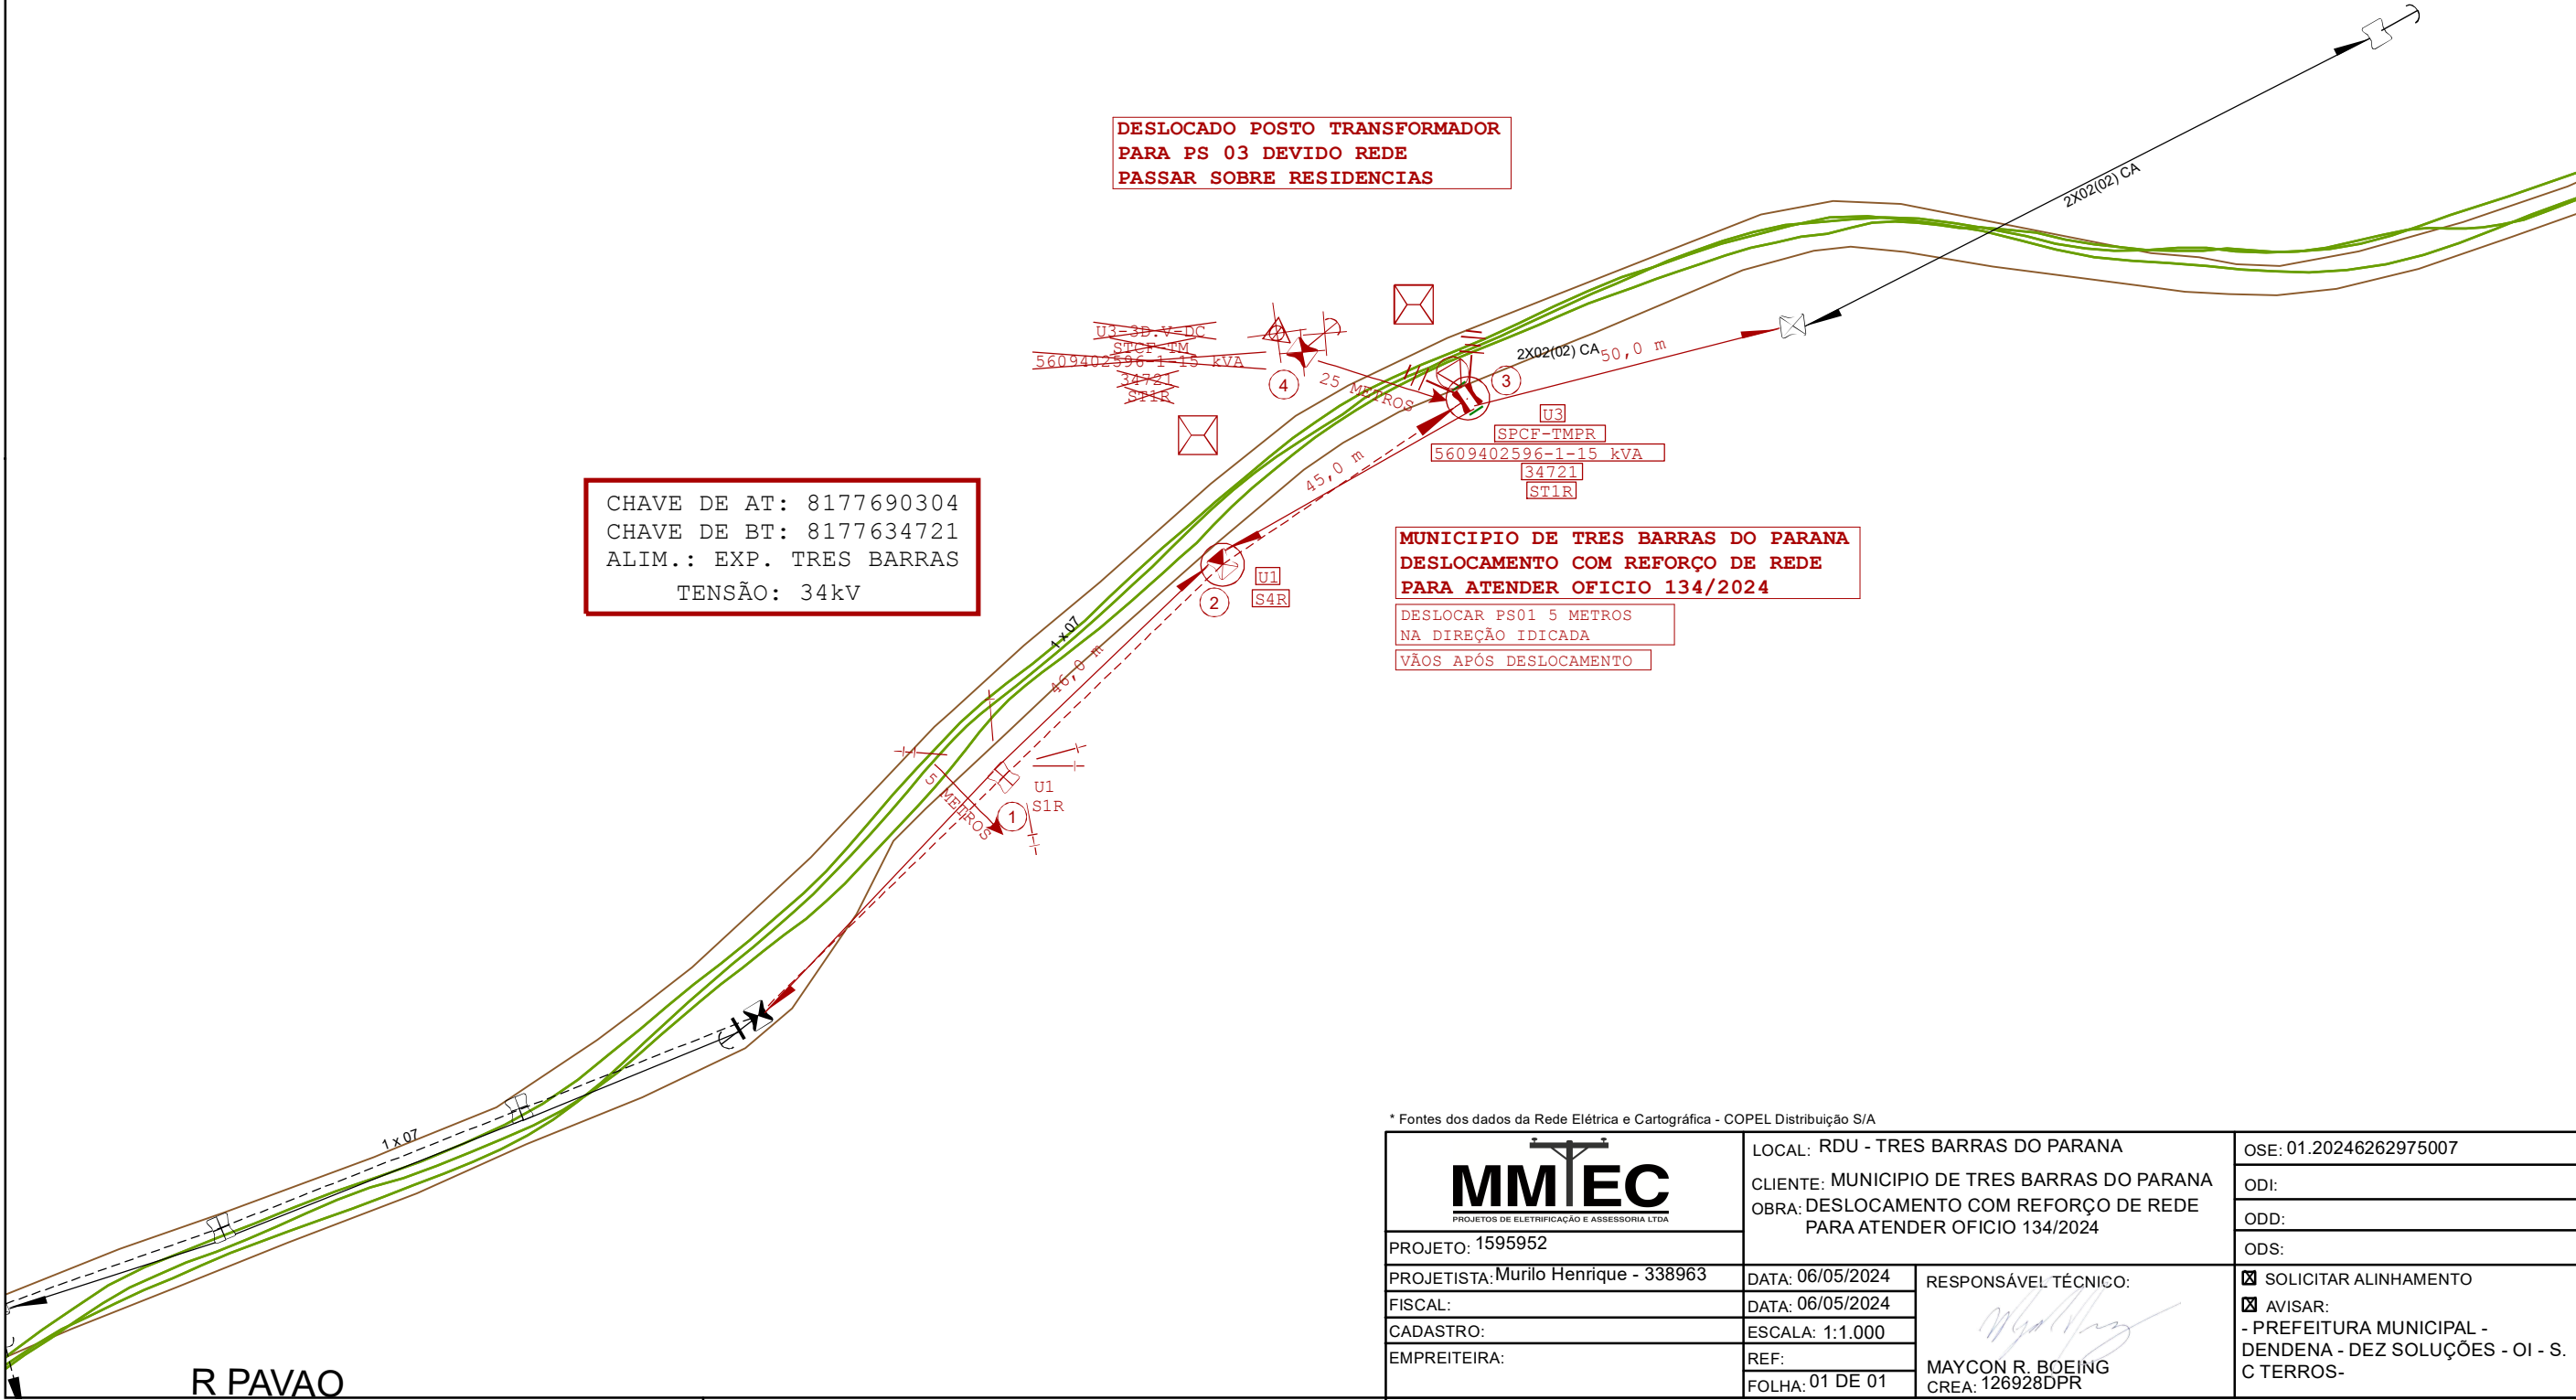 DESLOCADO POSTO TRANSFORMADOR
PARA PS 03 DEVIDO REDE
PASSAR SOBRE RESIDENCIAS
2X02(02) CA
U3-3D.V-DC
STCF-TM
5609402596-1-15 kVA
34721
ST1R
4
25 METROS
3
2X02(02) CA
50,0 m
U3
SPCF-TMPR
5609402596-1-15 kVA
34721
ST1R
45,0 m
CHAVE DE AT: 8177690304
CHAVE DE BT: 8177634721
ALIM.: EXP. TRES BARRAS
TENSÃO: 34kV
MUNICIPIO DE TRES BARRAS DO PARANA
DESLOCAMENTO COM REFORÇO DE REDE
PARA ATENDER OFICIO 134/2024
DESLOCAR PS01 5 METROS
NA DIREÇÃO IDICADA
VÃOS APÓS DESLOCAMENTO
U1
S4R
2
1x07
46,0 m
5 METROS
U1
S1R
1
1x07
R PAVAO
* Fontes dos dados da Rede Elétrica e Cartográfica - COPEL Distribuição S/A
MMTEC
PROJETOS DE ELETRIFICAÇÃO E ASSESSORIA LTDA
LOCAL: RDU - TRES BARRAS DO PARANA
CLIENTE: MUNICIPIO DE TRES BARRAS DO PARANA
OBRA: DESLOCAMENTO COM REFORÇO DE REDE
PARA ATENDER OFICIO 134/2024
OSE: 01.20246262975007
ODI:
ODD:
ODS:
PROJETO: 1595952
PROJETISTA: Murilo Henrique - 338963
FISCAL:
CADASTRO:
EMPREITEIRA:
DATA: 06/05/2024
DATA: 06/05/2024
ESCALA: 1:1.000
REF:
FOLHA: 01 DE 01
RESPONSÁVEL TÉCNICO:
MAYCON R. BOEING
CREA: 126928DPR
SOLICITAR ALINHAMENTO
AVISAR:
- PREFEITURA MUNICIPAL -
DENDENA - DEZ SOLUÇÕES - OI - S.
C TERROS-